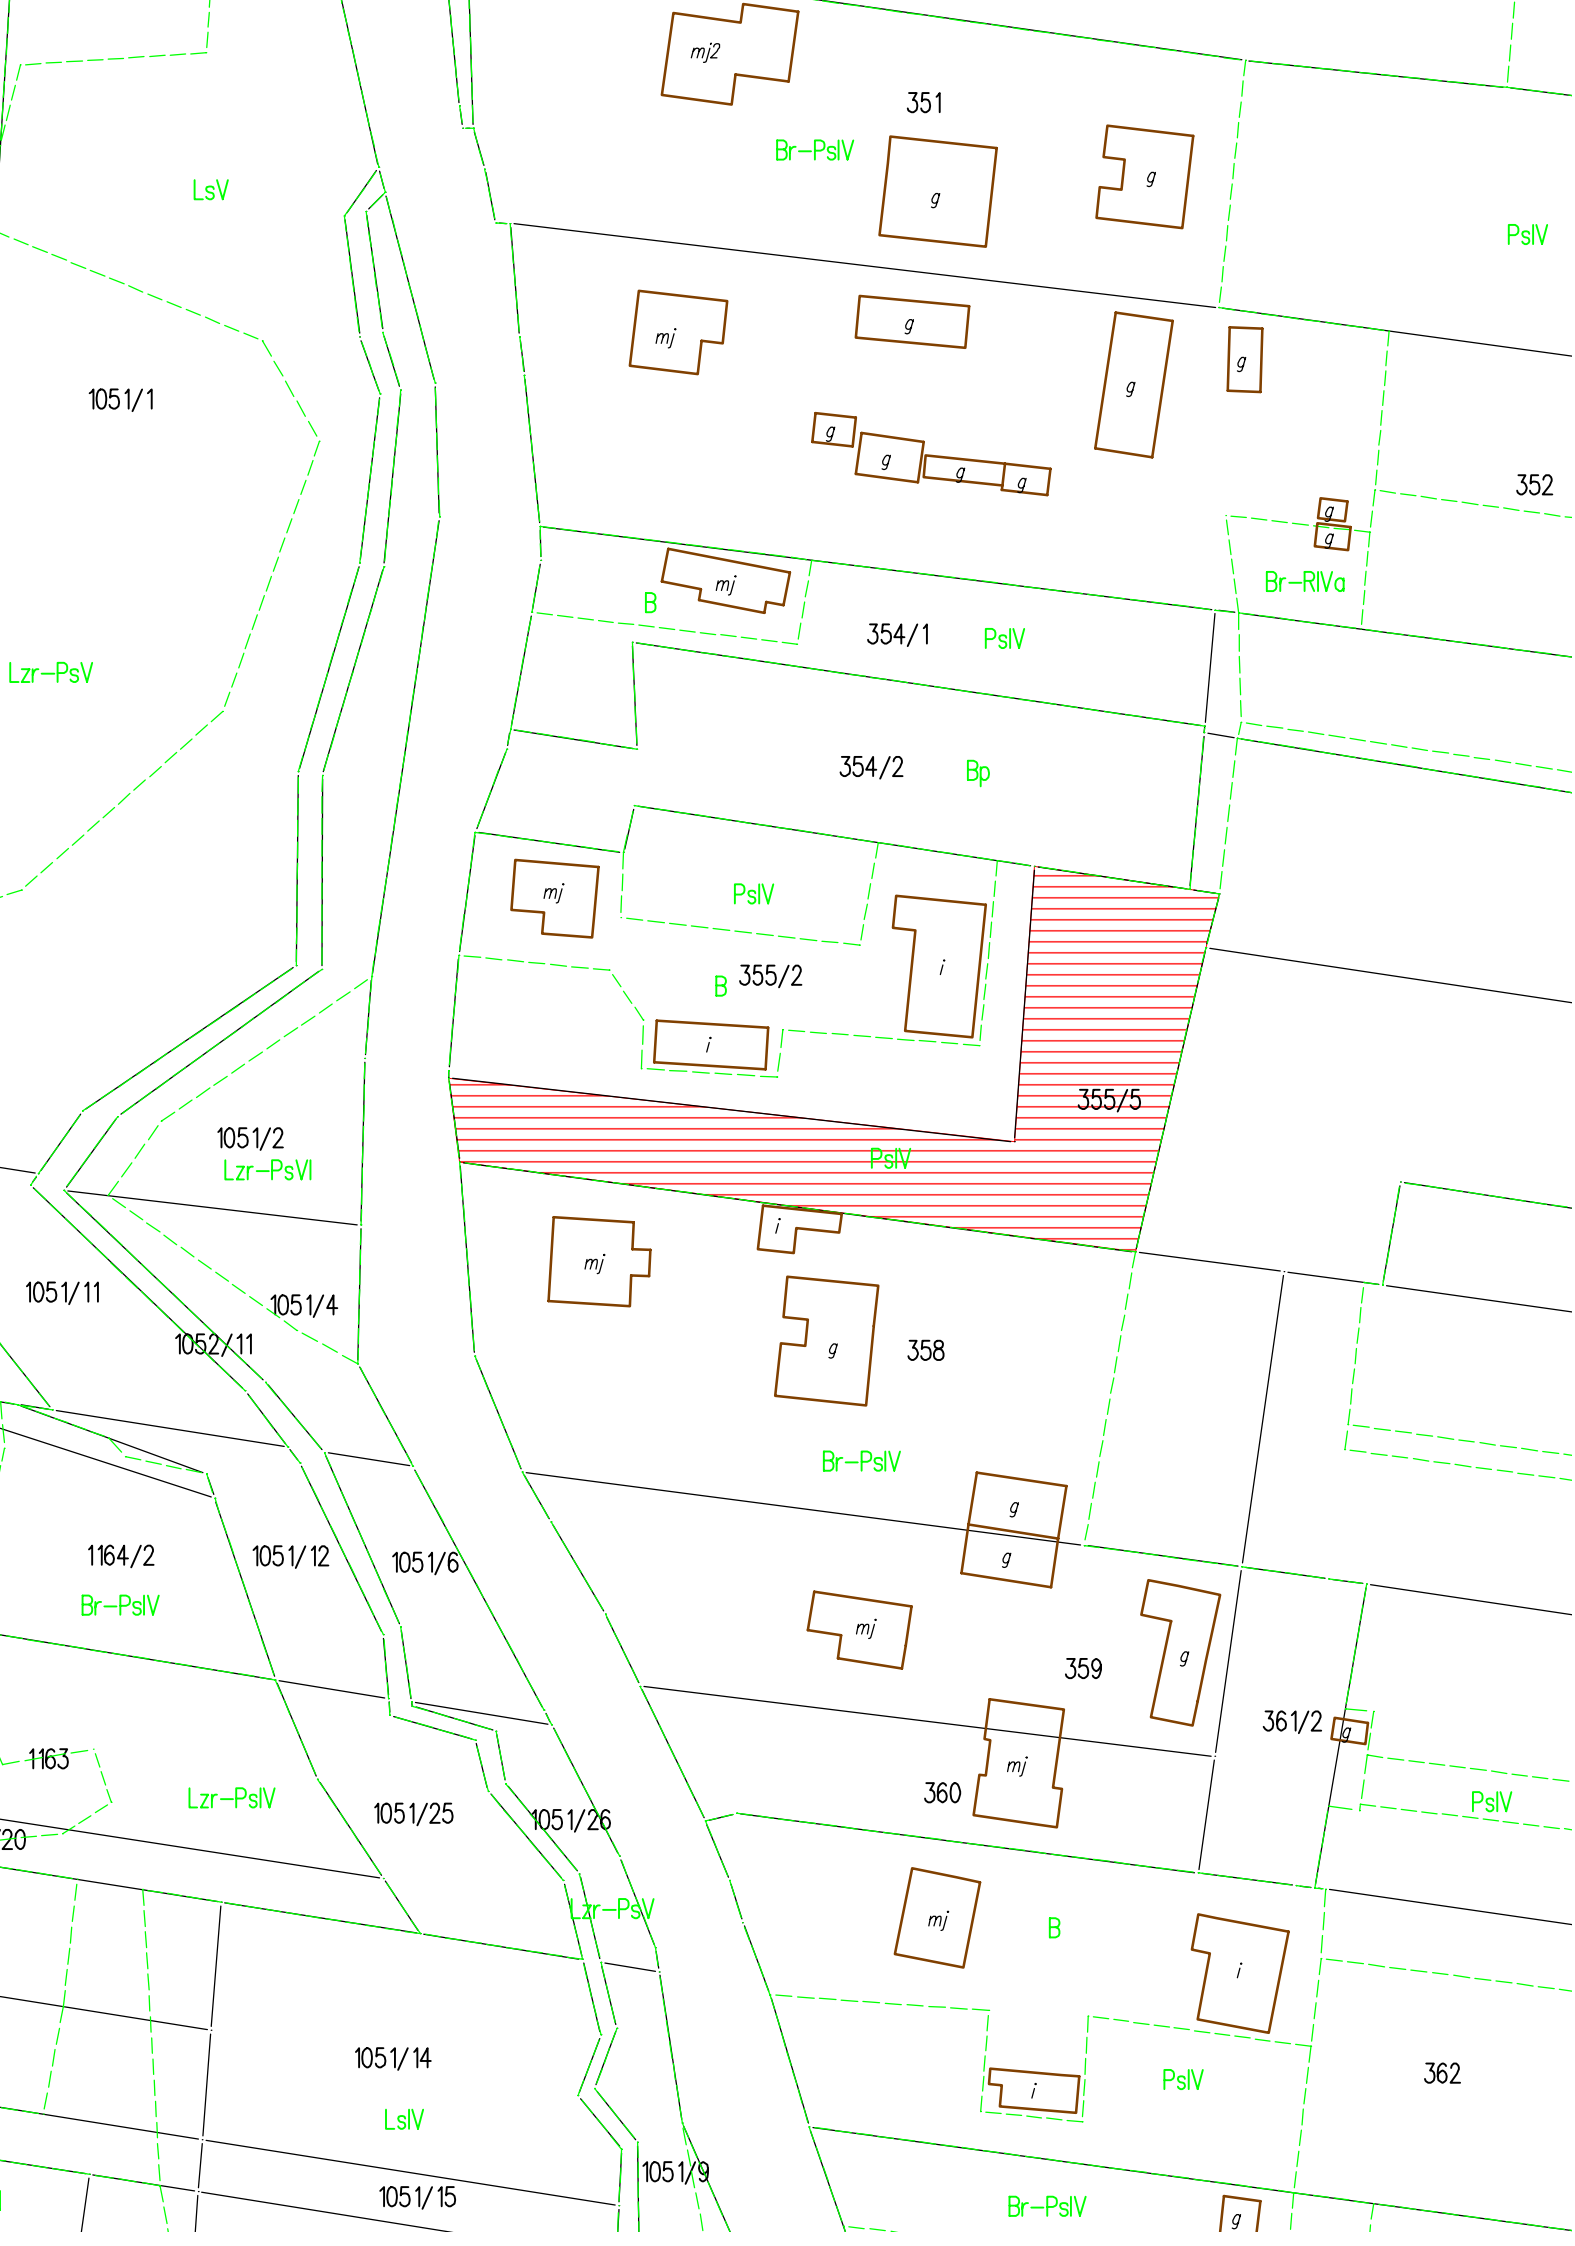 mj2
351
Br-PsIV
g
g
LsV
PsIV
mj
g
g
g
1051/1
g
g
g
g
352
g
g
Br-RIVa
mj
B
354/1
PsIV
Lzr-PsV
354/2
Bp
mj
PsIV
i
355/2
B
i
355/5
1051/2
PsIV
Lzr-PsVI
i
mj
1051/11
1051/4
1052/11
g
358
Br-PsIV
g
g
1164/2
1051/12
1051/6
Br-PsIV
mj
g
359
361/2
g
1163
mj
360
Lzr-PsIV
PsIV
1051/25
1051/26
/20
Lzr-PsV
mj
B
i
1051/14
362
PsIV
i
LsIV
1051/9
1051/15
Br-PsIV
g